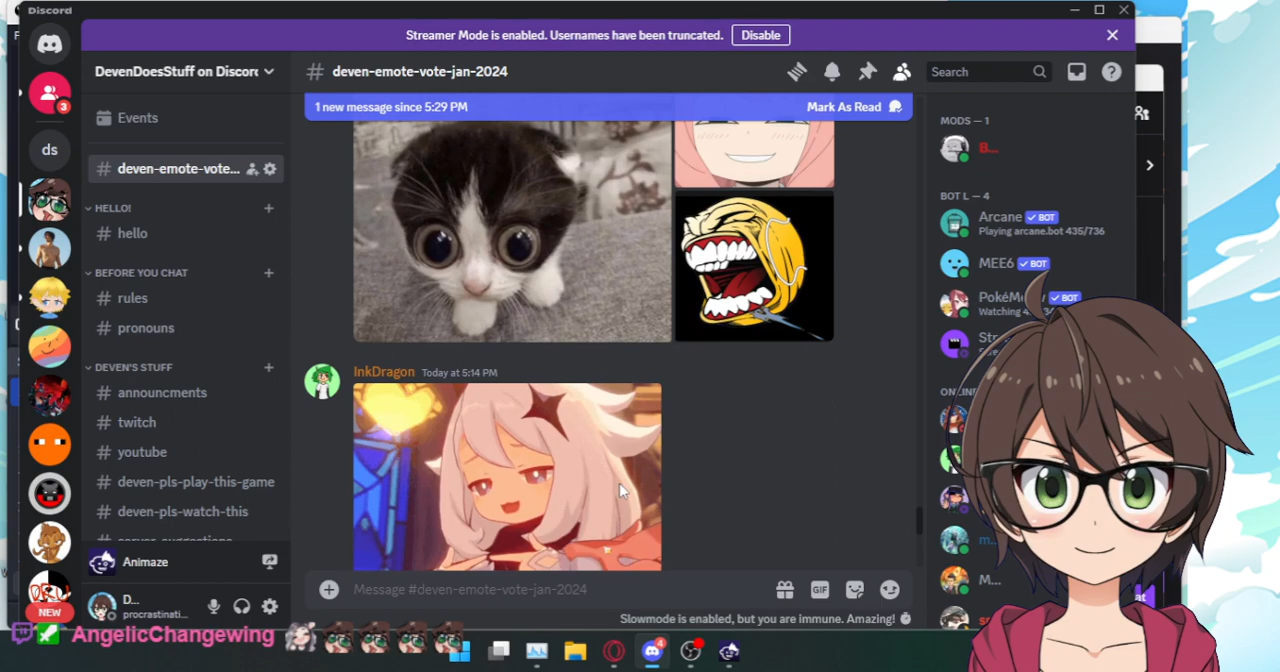 Discord
Streamer Mode is enabled. Usernames have been truncated.
Disable
DevenDoesStuff on Discord
# deven-emote-vote-jan-2024
Search
1 new message since 5:29 PM
Mark As Read
3
ds
Events
# deven-emote-vote...
HELLO!
# hello
BEFORE YOU CHAT
# rules
# pronouns
DEVEN'S STUFF
# announcments
# twitch
# youtube
# deven-pls-play-this-game
# deven-pls-watch-this
Animaze
D...
procrastinati...
NEW
InkDragon Today at 5:14 PM
Message #deven-emote-vote-jan-2024
GIF
Slowmode is enabled, but you are immune. Amazing!
MODS — 1
B...
BOT L — 4
Arcane BOT
Playing arcane.bot 435/736
MEE6 BOT
BOT
Watching
m...
M...
AngelicChangewing
4